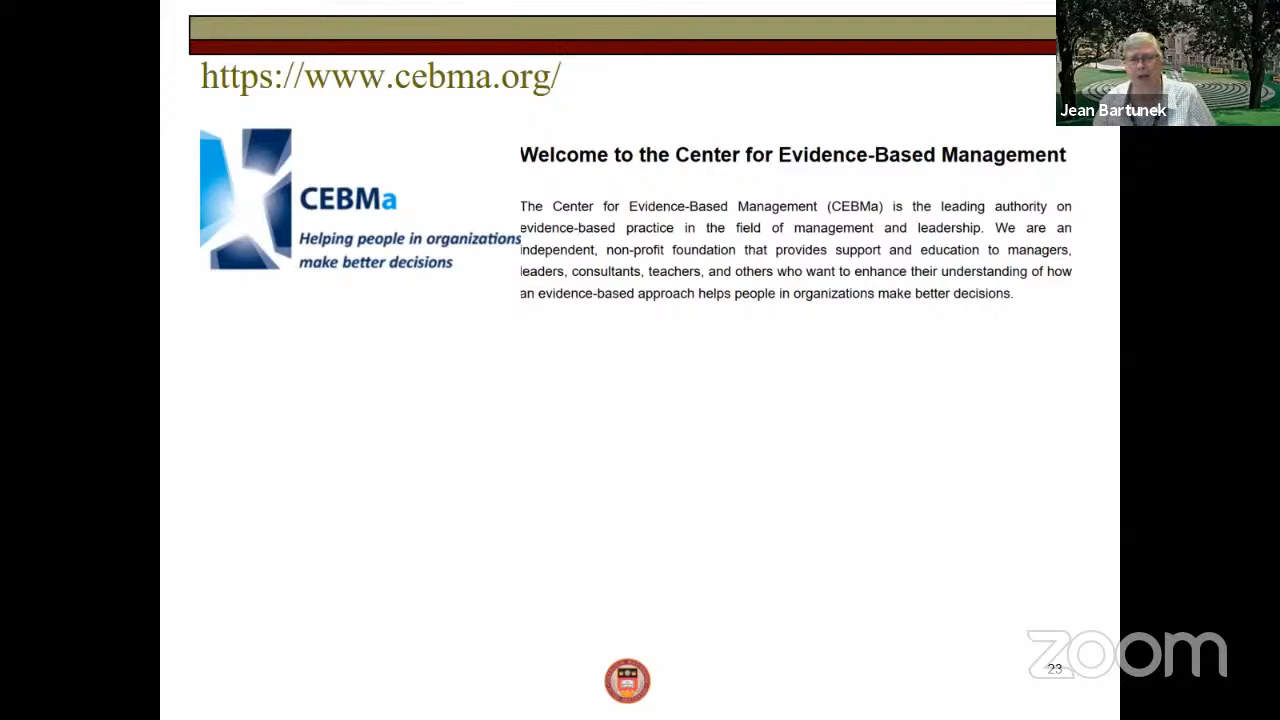 https://www.cebma.org/
Jean Bartunek
CEBMa
Helping people in organizations
make better decisions
Welcome to the Center for Evidence-Based Management
The Center for Evidence-Based Management (CEBMa) is the leading authority on
evidence-based practice in the field of management and leadership. We are an
independent, non-profit foundation that provides support and education to managers,
leaders, consultants, teachers, and others who want to enhance their understanding of how
an evidence-based approach helps people in organizations make better decisions.
zoom
23